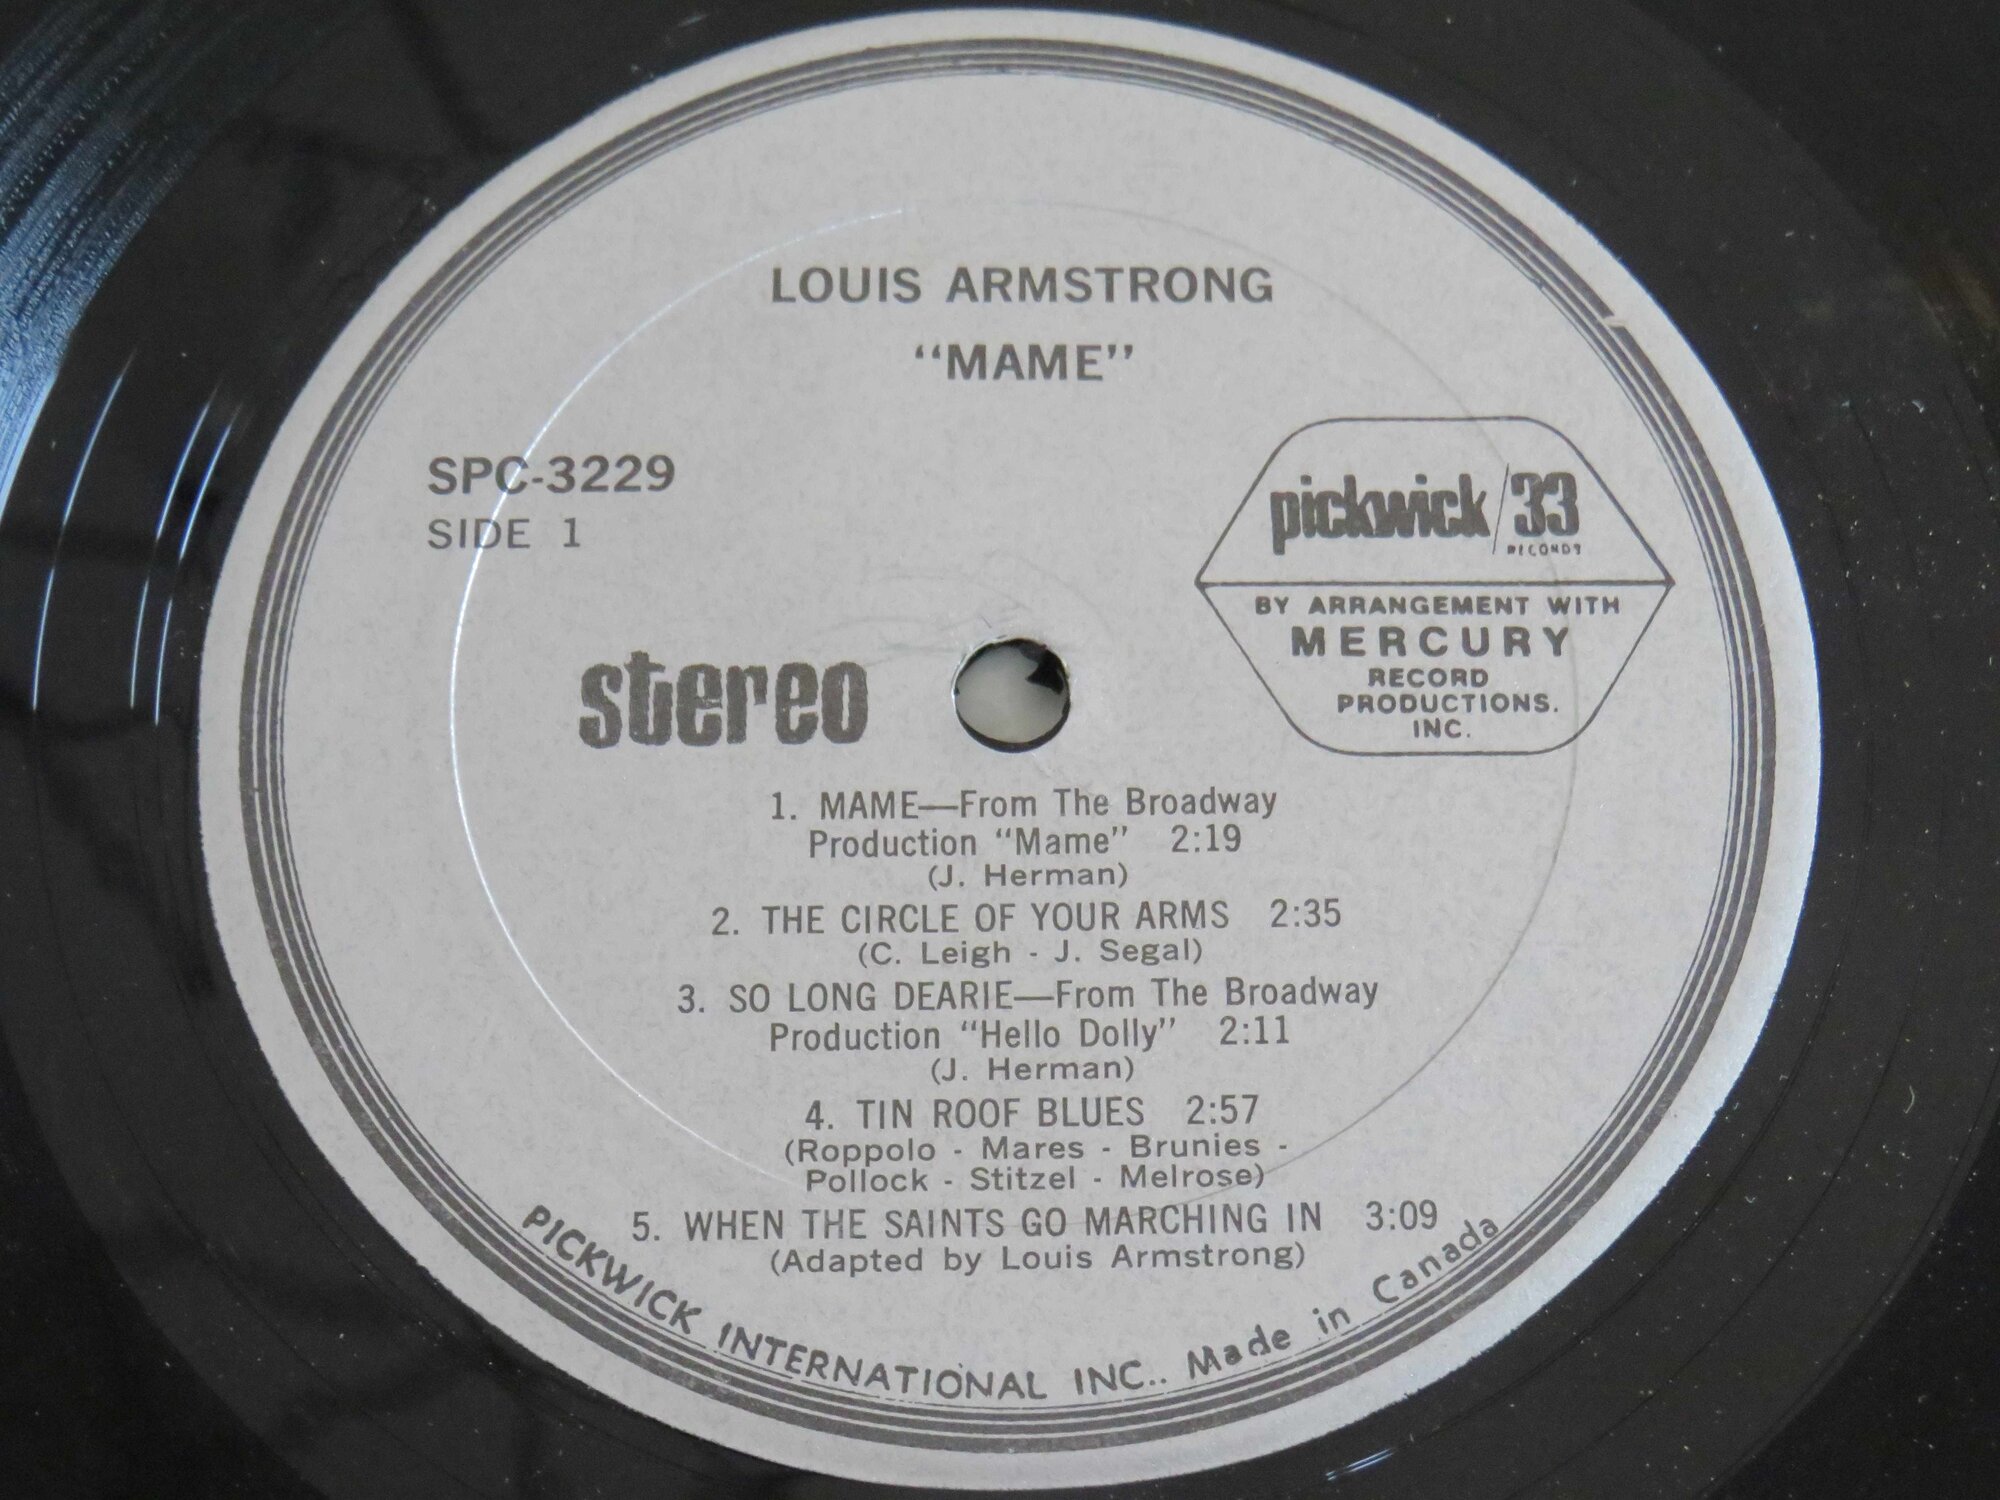 LOUIS ARMSTRONG
“MAME”
SPC-3229
SIDE 1
pickwick/33
RECORDS
BY ARRANGEMENT WITH
MERCURY
RECORD
PRODUCTIONS.
INC.
stereo
1. MAME—From The Broadway
Production “Mame” 2:19
(J. Herman)
2. THE CIRCLE OF YOUR ARMS 2:35
(C. Leigh - J. Segal)
3. SO LONG DEARIE—From The Broadway
Production “Hello Dolly” 2:11
(J. Herman)
4. TIN ROOF BLUES 2:57
(Roppolo - Mares - Brunies -
Pollock - Stitzel - Melrose)
5. WHEN THE SAINTS GO MARCHING IN 3:09
(Adapted by Louis Armstrong)
PICKWICK INTERNATIONAL INC.. Made in Canada